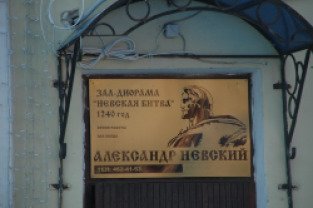 ЗАЛ-ДИОРАМА
"НЕВСКАЯ БИТВА"
1240 ГОД
АЛЕКСАНДР НЕВСКИЙ